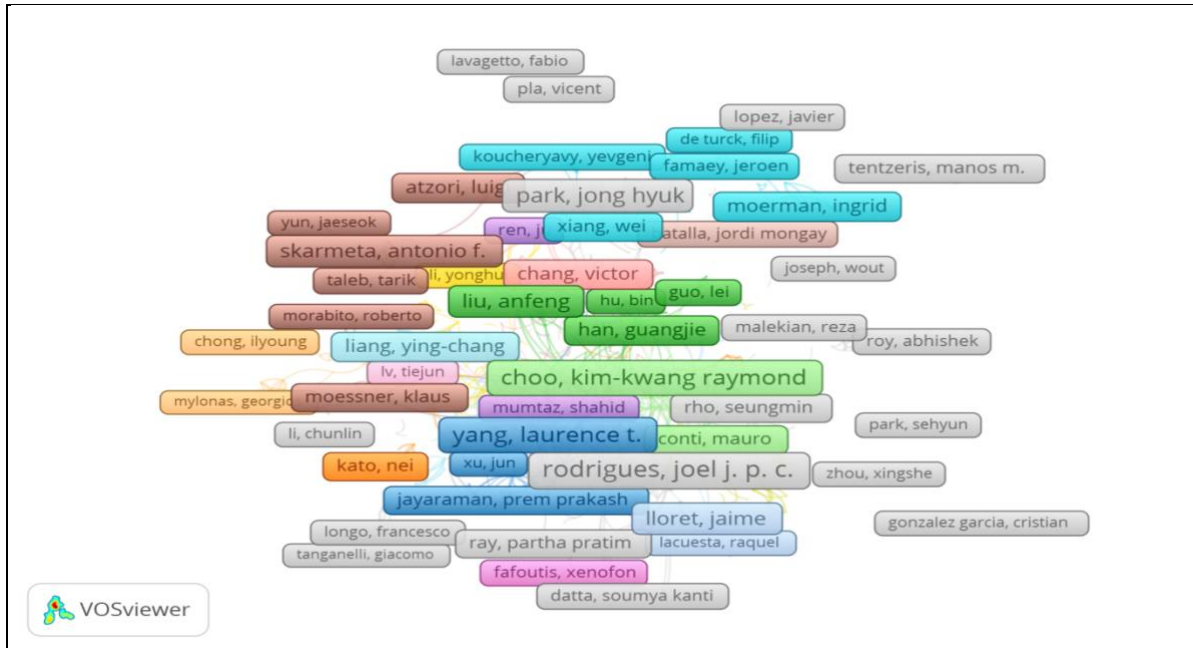 lavagetto, fabio
pla, vicent
lopez, javier
de turck, filip
koucheryavy, yevgeni
famaey, jeroen
tentzeris, manos m.
atzori, luig
park, jong hyuk
moerman, ingrid
yun, jaeseok
ren, j
xiang, wei
atalla, jordi mongay
skarmeta, antonio f.
taleb, tarik
li, yonghu
chang, victor
joseph, wout
liu, anfeng
hu, bin
guo, lei
morabito, roberto
han, guangjie
malekian, reza
chong, ilyoung
liang, ying-chang
roy, abhishek
lv, tiejun
choo, kim-kwang raymond
mylonas, georgio
moessner, klaus
mumtaz, shahid
rho, seungmin
park, sehyun
li, chunlin
yang, laurence t.
conti, mauro
kato, nei
xu, jun
rodrigues, joel j. p. c.
zhou, xingshe
jayaraman, prem prakash
lloret, jaime
gonzalez garcia, cristian
longo, francesco
ray, partha pratim
lacuesta, raquel
tanganelli, giacomo
fafoutis, xenofon
datta, soumya kanti
VOSviewer